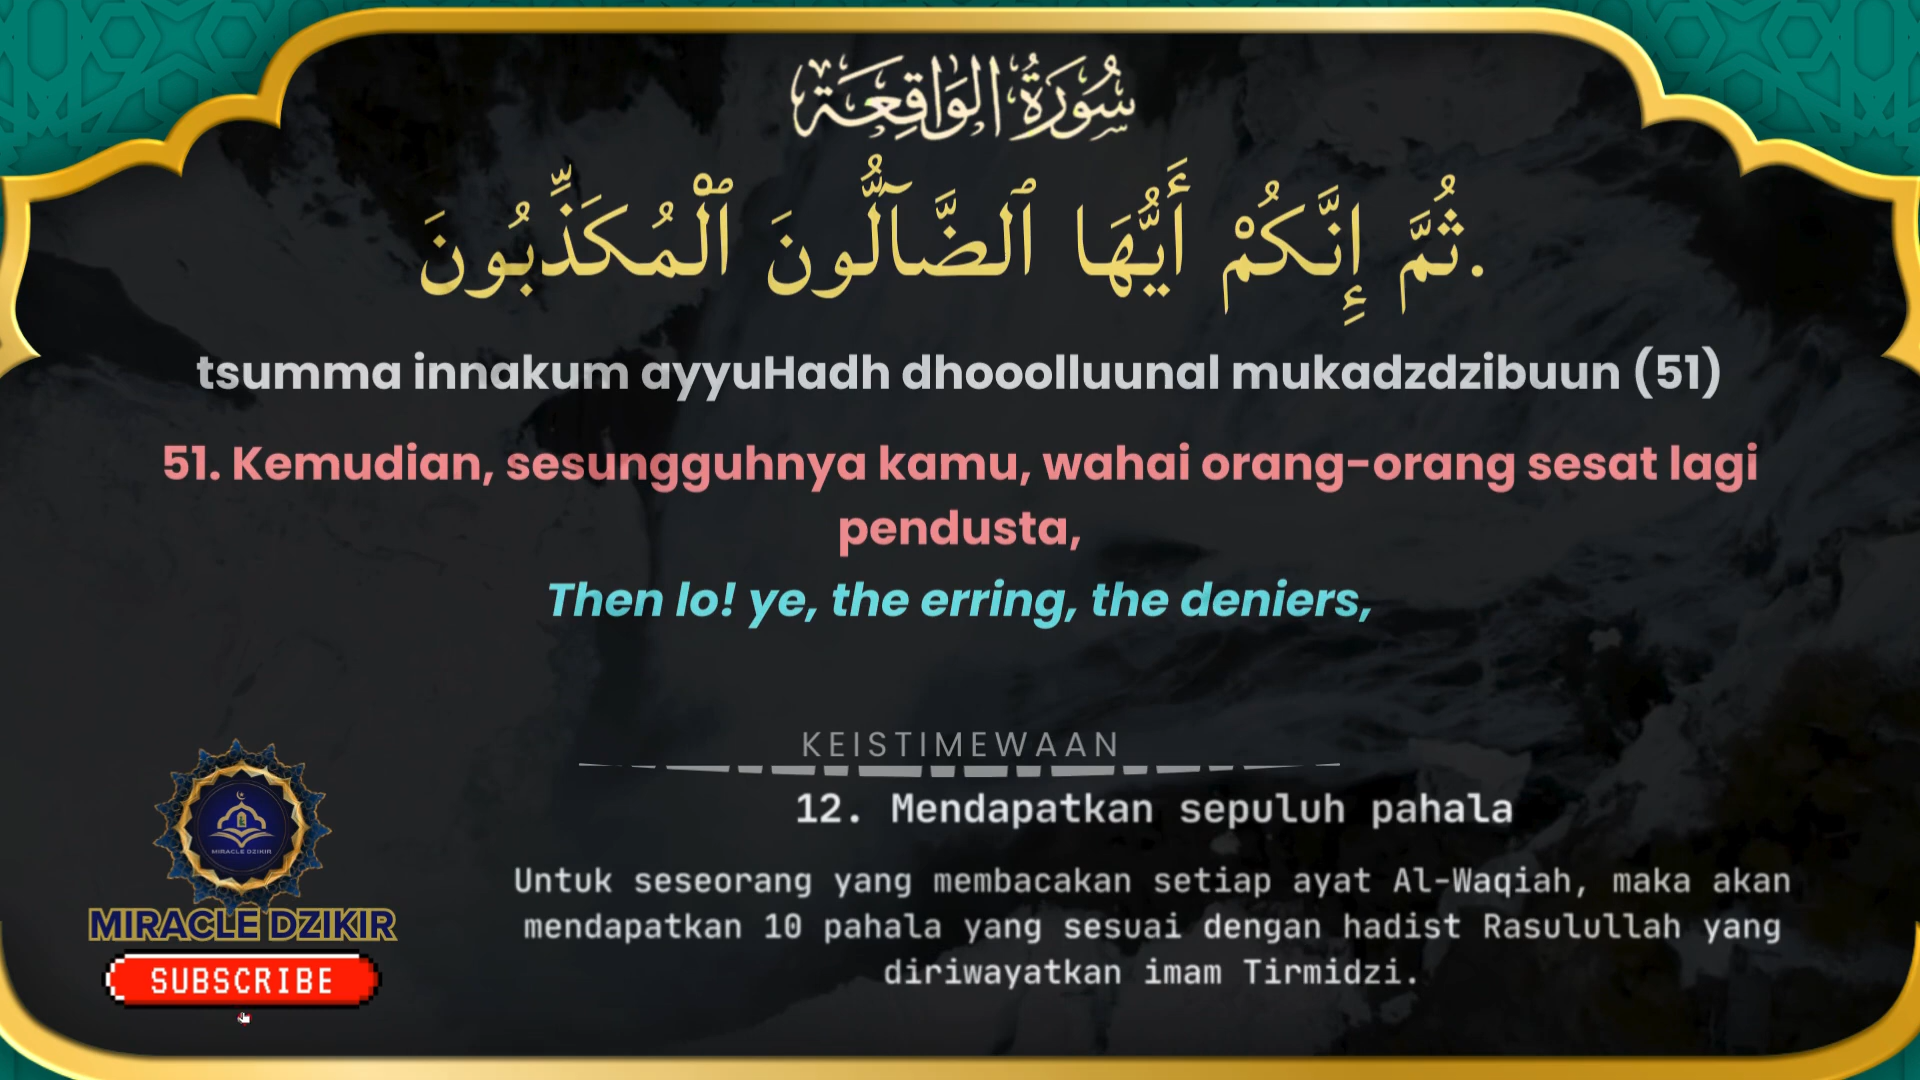 سُورَةُ الوَاقِعَة
ثُمَّ إِنَّكُمْ أَيُّهَا ٱلضَّآلُّونَ ٱلْمُكَذِّبُونَ.
tsumma innakum ayyuHadh dhooolluunal mukadzdzibuun (51)
51. Kemudian, sesungguhnya kamu, wahai orang-orang sesat lagi
pendusta,
Then lo! ye, the erring, the deniers,
KEISTIMEWAAN
12. Mendapatkan sepuluh pahala
Untuk seseorang yang membacakan setiap ayat Al-Waqiah, maka akan
mendapatkan 10 pahala yang sesuai dengan hadist Rasulullah yang
diriwayatkan imam Tirmidzi.
MIRACLE DZIKIR
MIRACLE DZIKIR
SUBSCRIBE